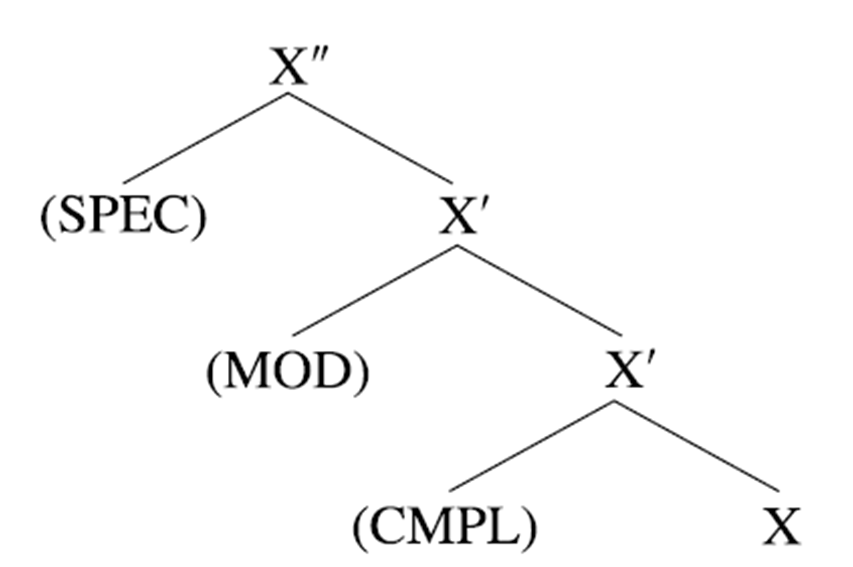 X″
(SPEC) X′
(MOD) X′
(CMPL) X